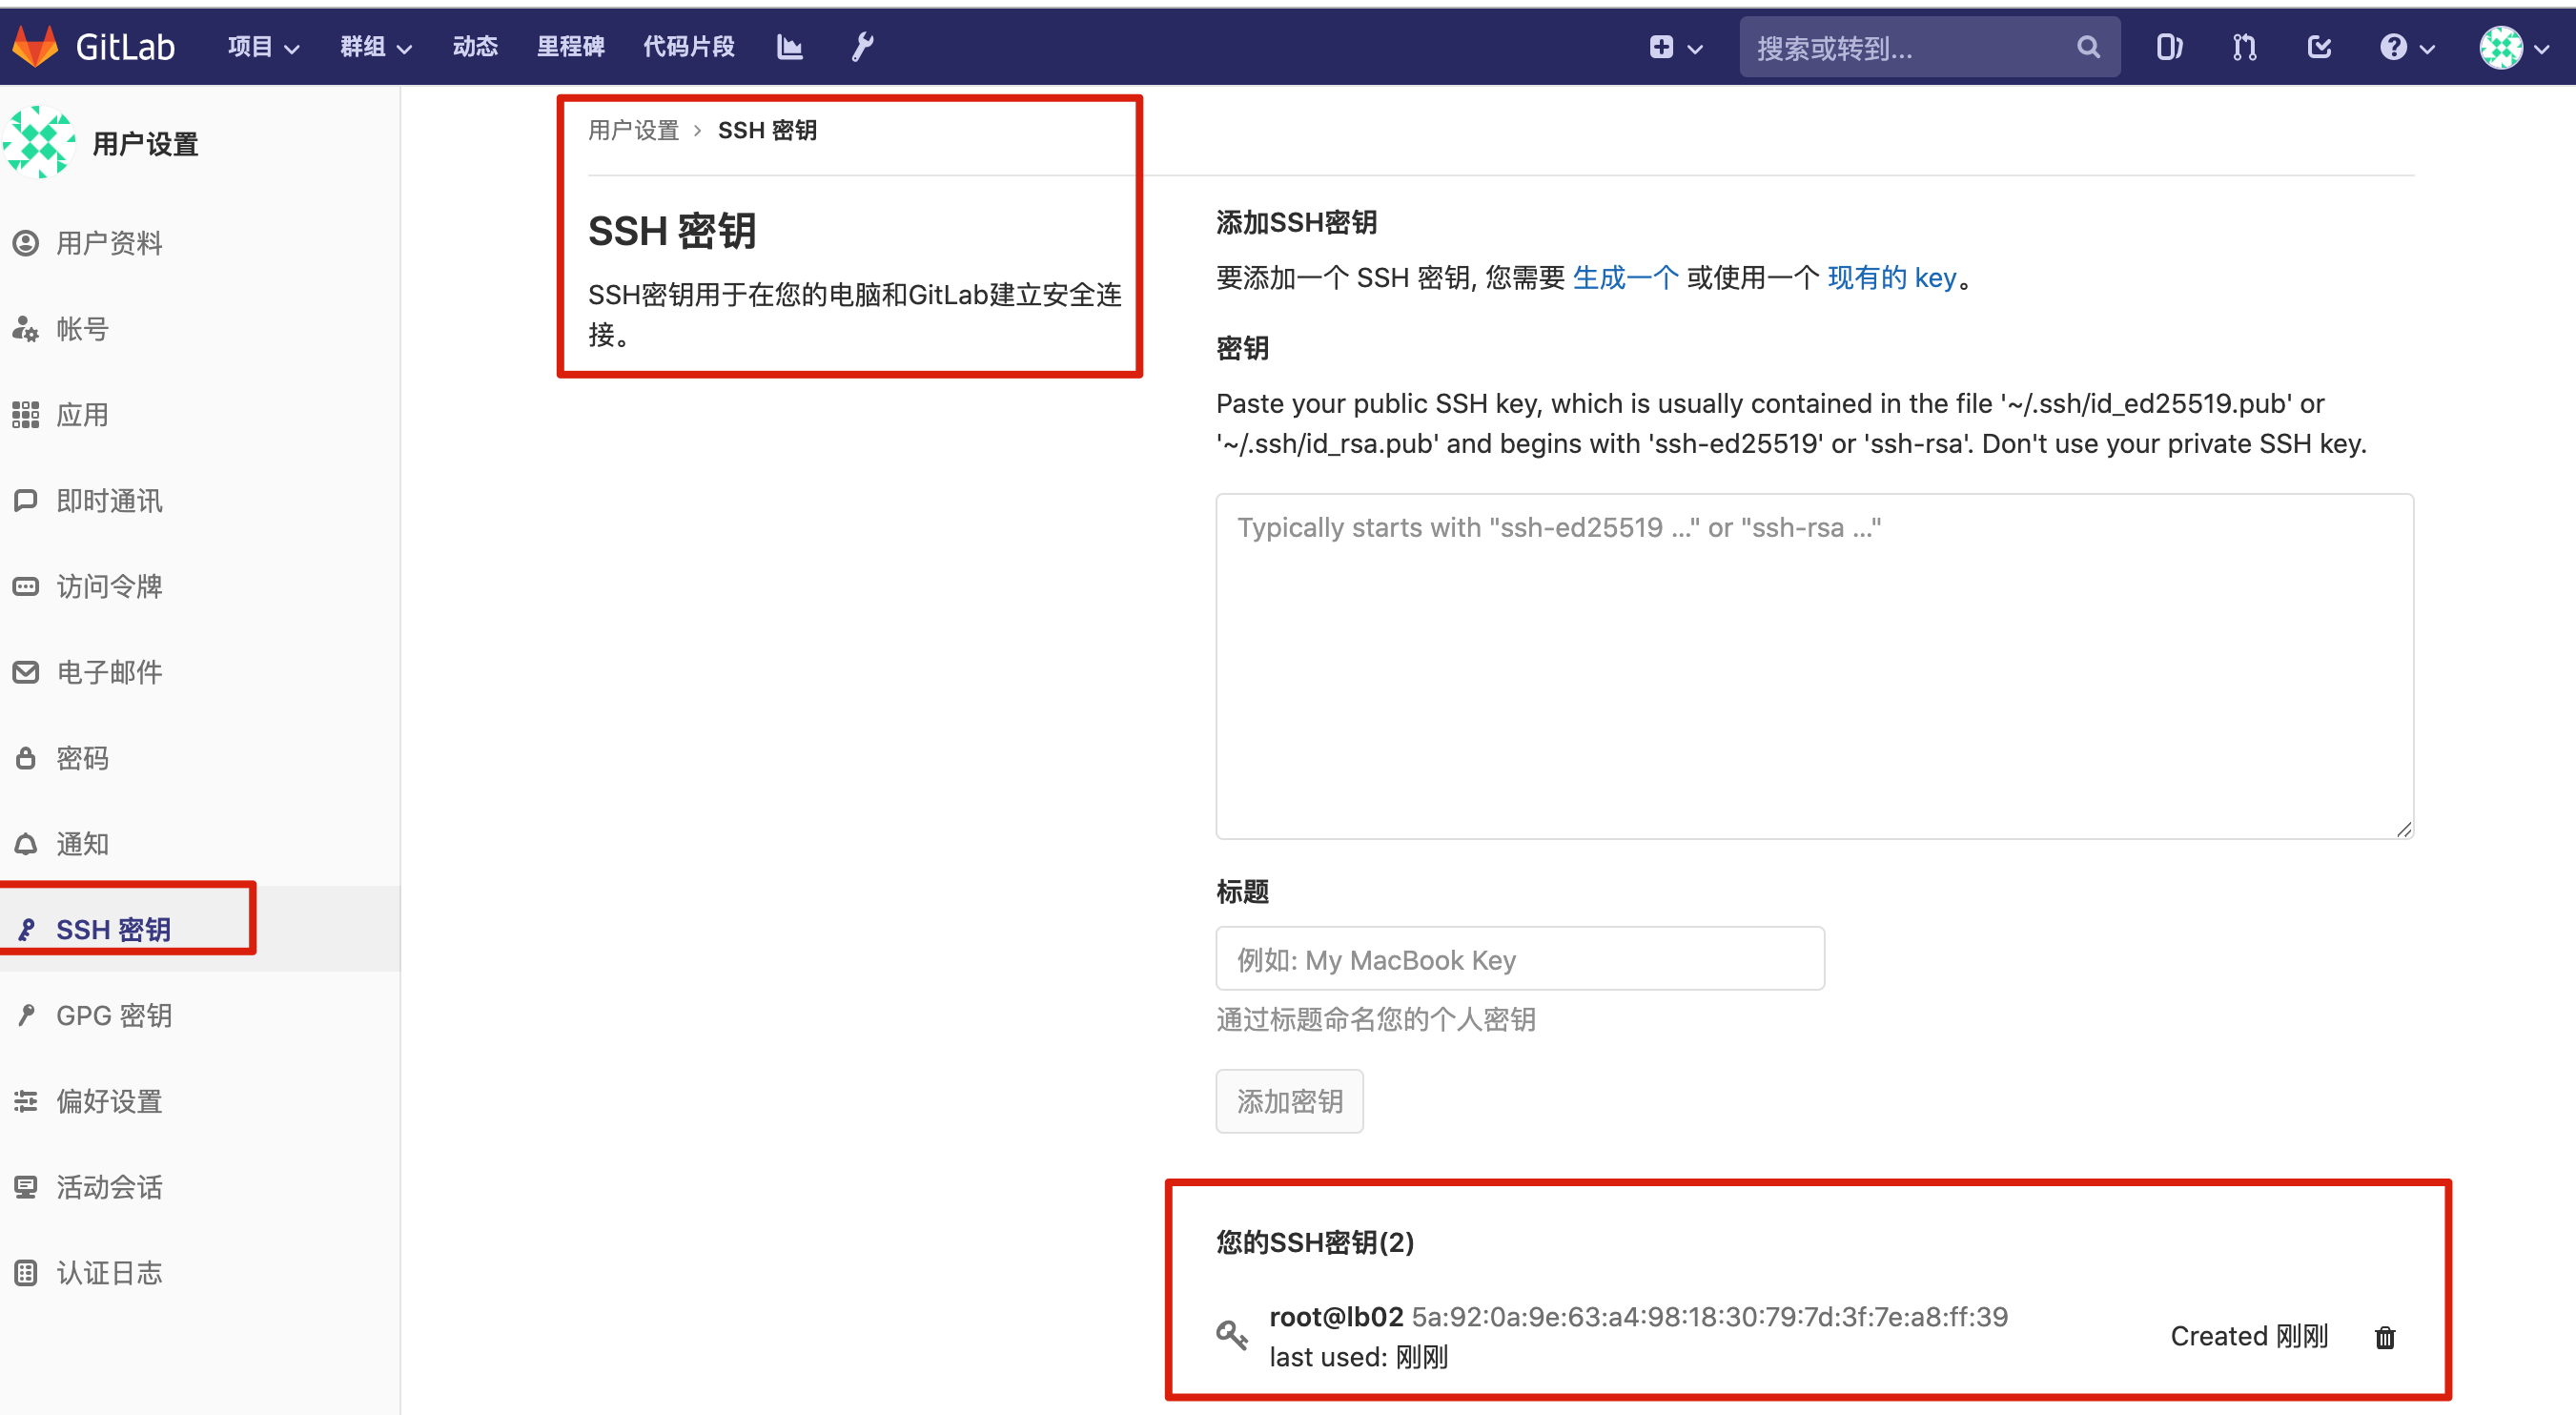 GitLab 项目 群组 动态 里程碑 代码片段 搜索或转到...
用户设置
用户资料
帐号
应用
即时通讯
访问令牌
电子邮件
密码
通知
SSH 密钥
GPG 密钥
偏好设置
活动会话
认证日志
用户设置 › SSH 密钥
SSH 密钥
SSH密钥用于在您的电脑和GitLab建立安全连
接。
添加SSH密钥
要添加一个 SSH 密钥, 您需要 生成一个 或使用一个 现有的 key。
密钥
Paste your public SSH key, which is usually contained in the file '~/.ssh/id_ed25519.pub' or
'~/.ssh/id_rsa.pub' and begins with 'ssh-ed25519' or 'ssh-rsa'. Don't use your private SSH key.
Typically starts with "ssh-ed25519 ..." or "ssh-rsa ..."
标题
例如: My MacBook Key
通过标题命名您的个人密钥
添加密钥
您的SSH密钥(2)
root@lb02 5a:92:0a:9e:63:a4:98:18:30:79:7d:3f:7e:a8:ff:39
last used: 刚刚
Created 刚刚